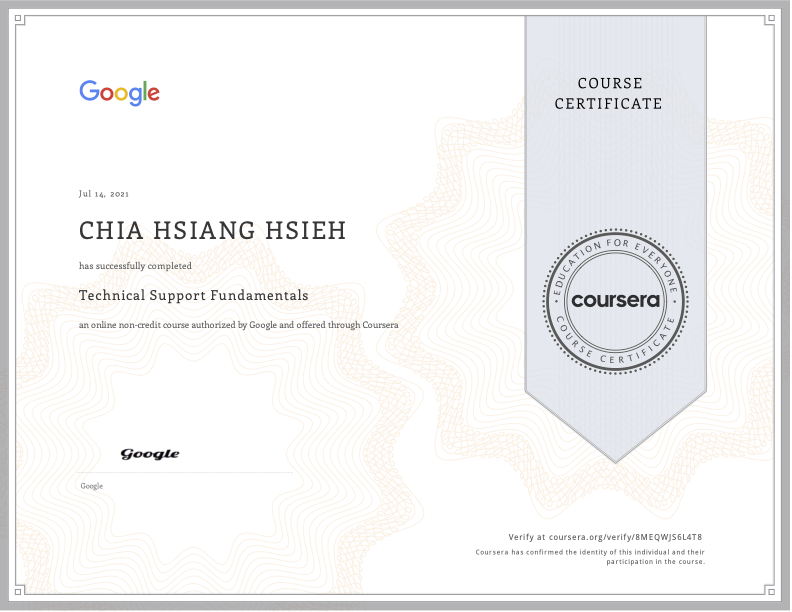 Google
COURSE
CERTIFICATE
Jul 14, 2021
CHIA HSIANG HSIEH
has successfully completed
Technical Support Fundamentals
an online non-credit course authorized by Google and offered through Coursera
EDUCATION FOR EVERYONE
coursera
COURSE CERTIFICATE
Google
Google
Verify at coursera.org/verify/8MEQWJS6L4T8
Coursera has confirmed the identity of this individual and their
participation in the course.